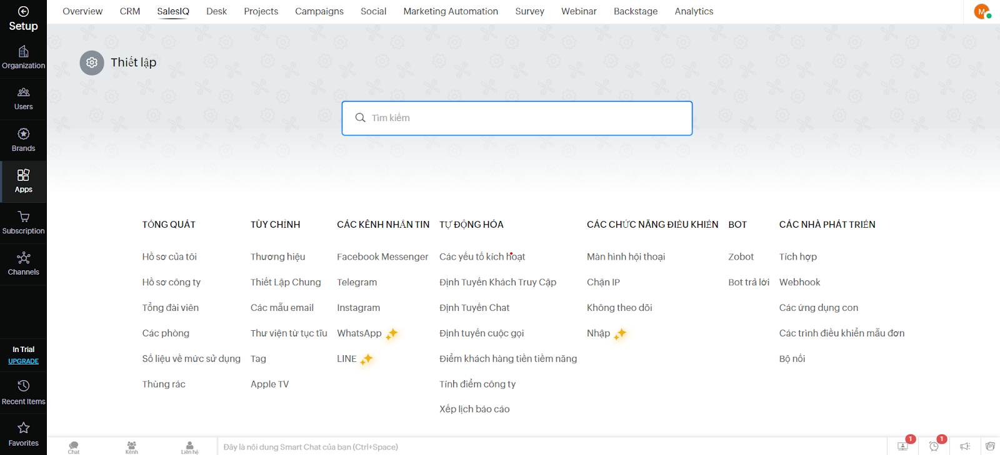 Setup
Organization
Users
Brands
Apps
Subscription
Channels
In Trial
UPGRADE
Recent Items
Favorites
Overview CRM SalesIQ Desk Projects Campaigns Social Marketing Automation Survey Webinar Backstage Analytics
M
Thiết lập
Tìm kiếm
TỔNG QUÁT
Hồ sơ của tôi
Hồ sơ công ty
Tổng đài viên
Các phòng
Số liệu về mức sử dụng
Thùng rác
TÙY CHỈNH
Thương hiệu
Thiết Lập Chung
Các mẫu email
Thư viện từ tục tĩu
Tag
Apple TV
CÁC KÊNH NHẮN TIN
Facebook Messenger
Telegram
Instagram
WhatsApp
LINE
TỰ ĐỘNG HÓA
Các yếu tố kích hoạt
Định Tuyến Khách Truy Cập
Định Tuyến Chat
Định tuyến cuộc gọi
Điểm khách hàng tiền tiềm năng
Tính điểm công ty
Xếp lịch báo cáo
CÁC CHỨC NĂNG ĐIỀU KHIỂN
Màn hình hội thoại
Chặn IP
Không theo dõi
Nhập
BOT
Zobot
Bot trả lời
CÁC NHÀ PHÁT TRIỂN
Tích hợp
Webhook
Các ứng dụng con
Các trình điều khiển mẫu đơn
Bộ nối
Chat
Kênh
Liên hệ
Đây là nội dung Smart Chat của bạn (Ctrl+Space)
1
1